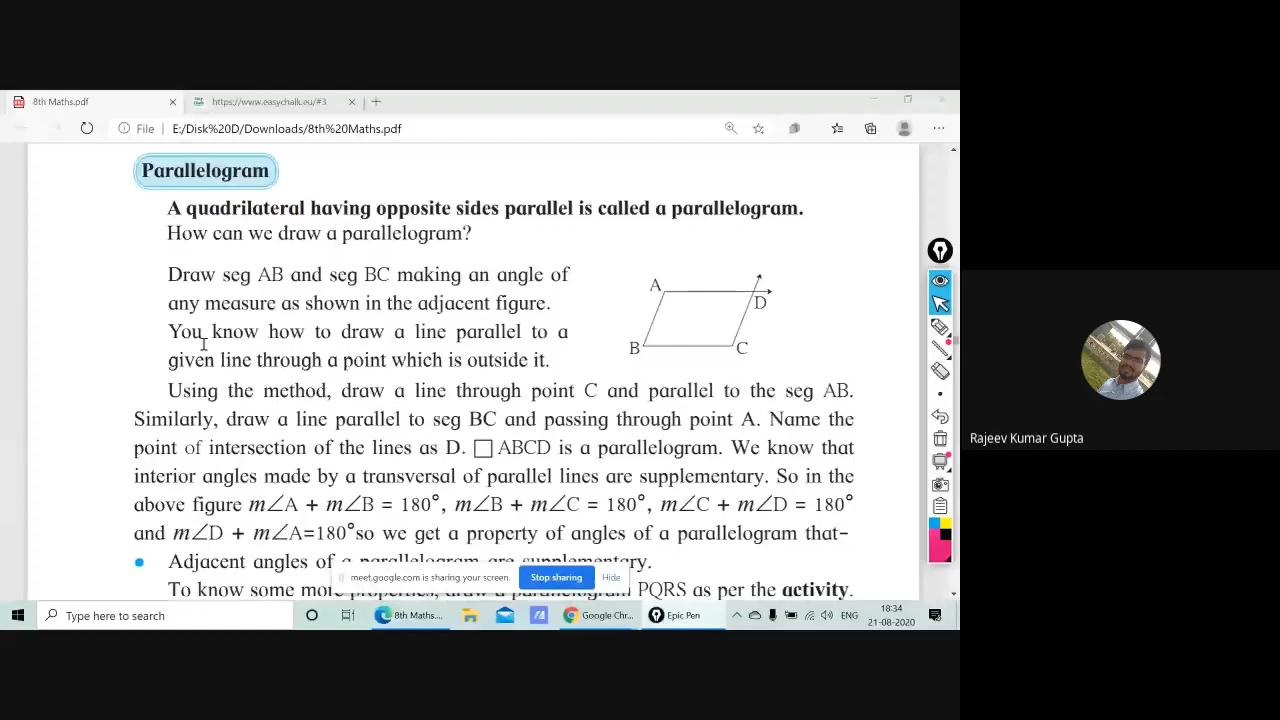 8th Maths.pdf
https://www.easychalk.eu/#3
File
E:/Disk%20D/Downloads/8th%20Maths.pdf
Parallelogram
A quadrilateral having opposite sides parallel is called a parallelogram.
How can we draw a parallelogram?
Draw seg AB and seg BC making an angle of
any measure as shown in the adjacent figure.
You know how to draw a line parallel to a
given line through a point which is outside it.
A
D
B
C
Using the method, draw a line through point C and parallel to the seg AB.
Similarly, draw a line parallel to seg BC and passing through point A. Name the
point of intersection of the lines as D. □ ABCD is a parallelogram. We know that
interior angles made by a transversal of parallel lines are supplementary. So in the
above figure m∠A + m∠B = 180°, m∠B + m∠C = 180°, m∠C + m∠D = 180°
and m∠D + m∠A=180°so we get a property of angles of a parallelogram that-
• Adjacent angles of a parallelogram are supplementary.
To know some more properties, draw a parallelogram PQRS as per the activity.
meet.google.com is sharing your screen.
Stop sharing
Hide
Rajeev Kumar Gupta
Type here to search
8th Maths....
Google Chr...
Epic Pen
ENG
18:34
21-08-2020